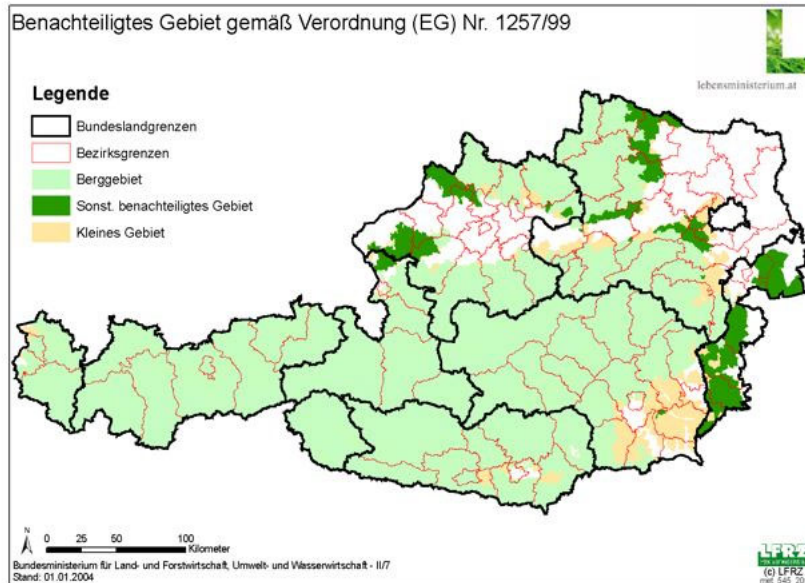 Benachteiligtes Gebiet gemäß Verordnung (EG) Nr. 1257/99
lebensministerium.at
Legende
Bundeslandgrenzen
Bezirksgrenzen
Berggebiet
Sonst. benachteiligtes Gebiet
Kleines Gebiet
N
0 25 50 100
Kilometer
Bundesministerium für Land- und Forstwirtschaft, Umwelt- und Wasserwirtschaft - II/7
Stand: 01.01.2004
LFRZ
(c) LFRZ